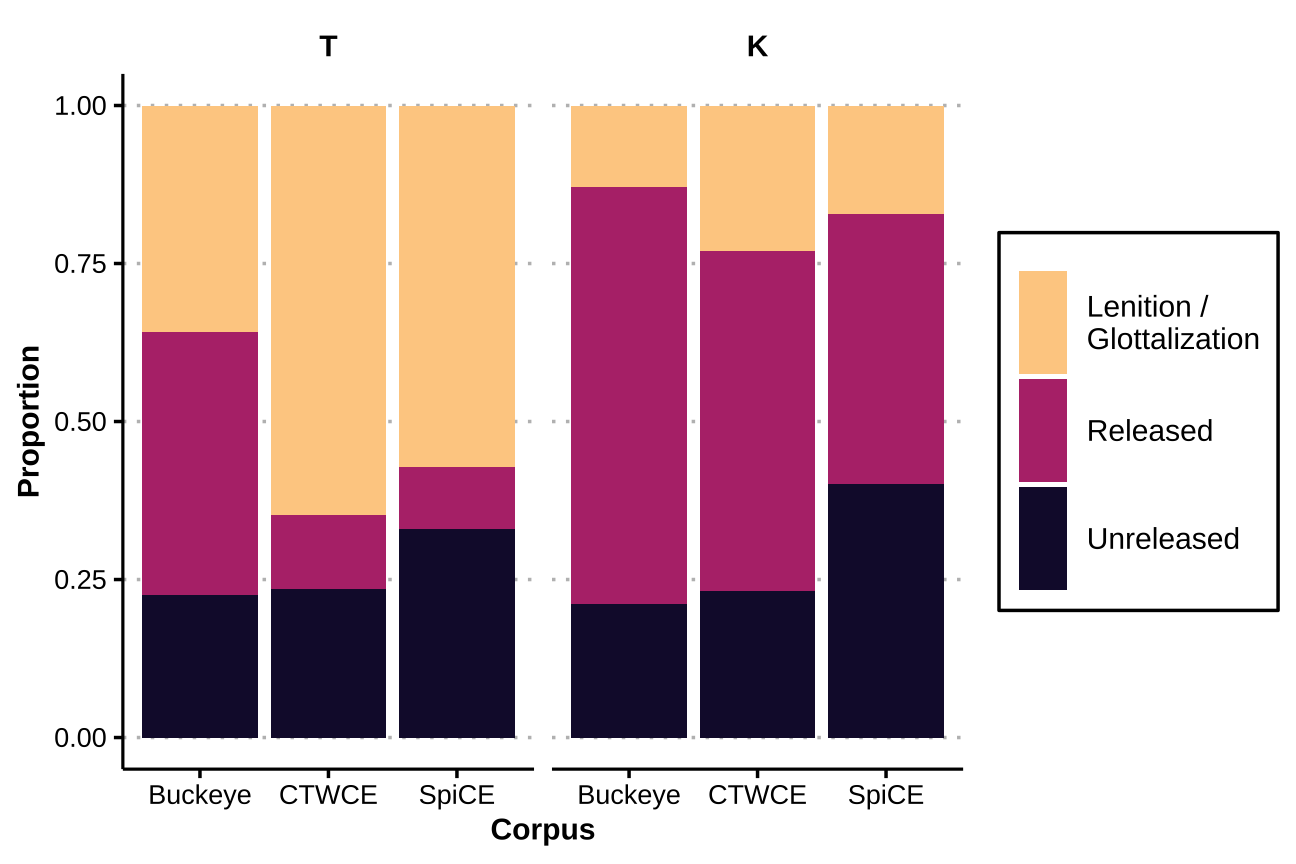 T
K
1.00
0.75
0.50
0.25
0.00
Proportion
Buckeye CTWCE SpiCE
Buckeye CTWCE SpiCE
Corpus
Lenition /
Glottalization
Released
Unreleased